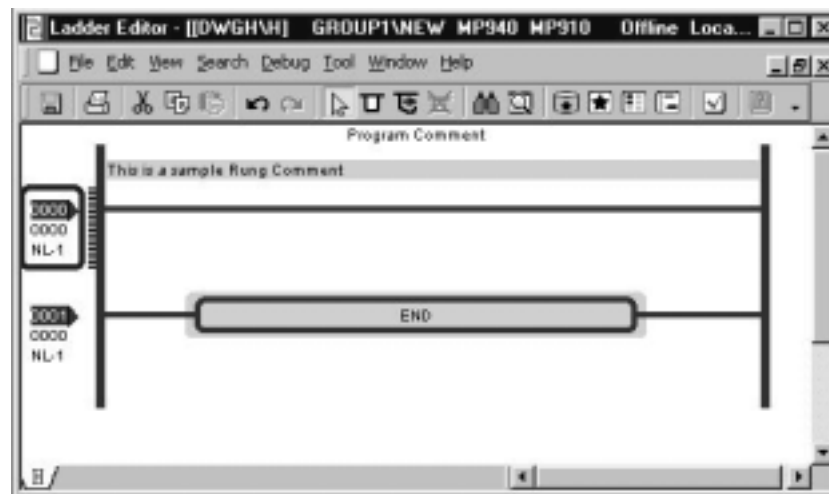 Ladder Editor - [[DWGH\H] GROUP1\NEW MP940 MP910 Offline Loca...
File Edit View Search Debug Tool Window Help
Program Comment
This is a sample Rung Comment
0000
0000
NL-1
0001
0000
NL-1
END
H